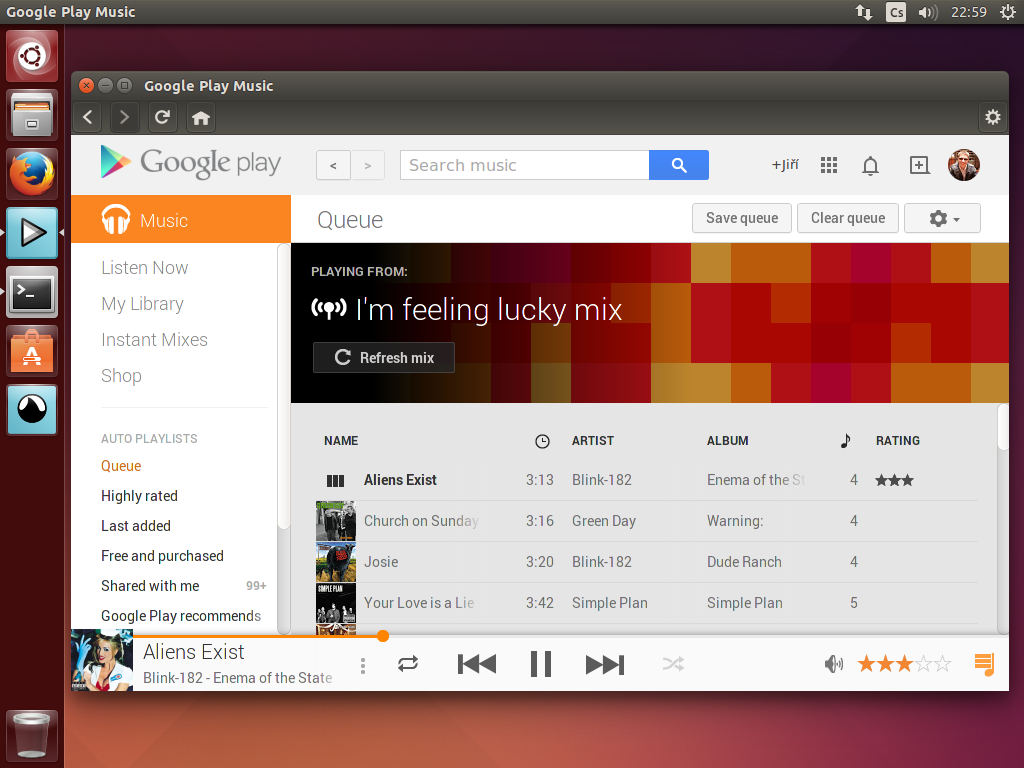 Google Play Music
Cs
22:59
Google Play Music
Google play
<
>
Search music
+Jiří
Music
Queue
Save queue
Clear queue
Listen Now
My Library
Instant Mixes
Shop
AUTO PLAYLISTS
Queue
Highly rated
Last added
Free and purchased
Shared with me 99+
Google Play recommends
PLAYING FROM:
I'm feeling lucky mix
Refresh mix
NAME ARTIST ALBUM RATING
Aliens Exist 3:13 Blink-182 Enema of the St 4
Church on Sunday 3:16 Green Day Warning: 4
Josie 3:20 Blink-182 Dude Ranch 4
SIMPLE PLAN
Your Love is a Lie 3:42 Simple Plan Simple Plan 5
Aliens Exist
Blink-182 - Enema of the State